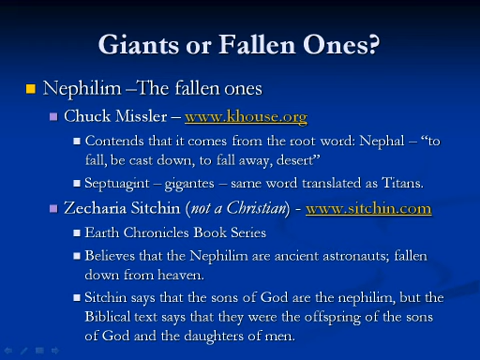 Giants or Fallen Ones?
Nephilim –The fallen ones
Chuck Missler – www.khouse.org
Contends that it comes from the root word: Nephal – “to
fall, be cast down, to fall away, desert”
Septuagint – gigantes – same word translated as Titans.
Zecharia Sitchin (not a Christian) - www.sitchin.com
Earth Chronicles Book Series
Believes that the Nephilim are ancient astronauts; fallen
down from heaven.
Sitchin says that the sons of God are the nephilim, but the
Biblical text says that they were the offspring of the sons
of God and the daughters of men.